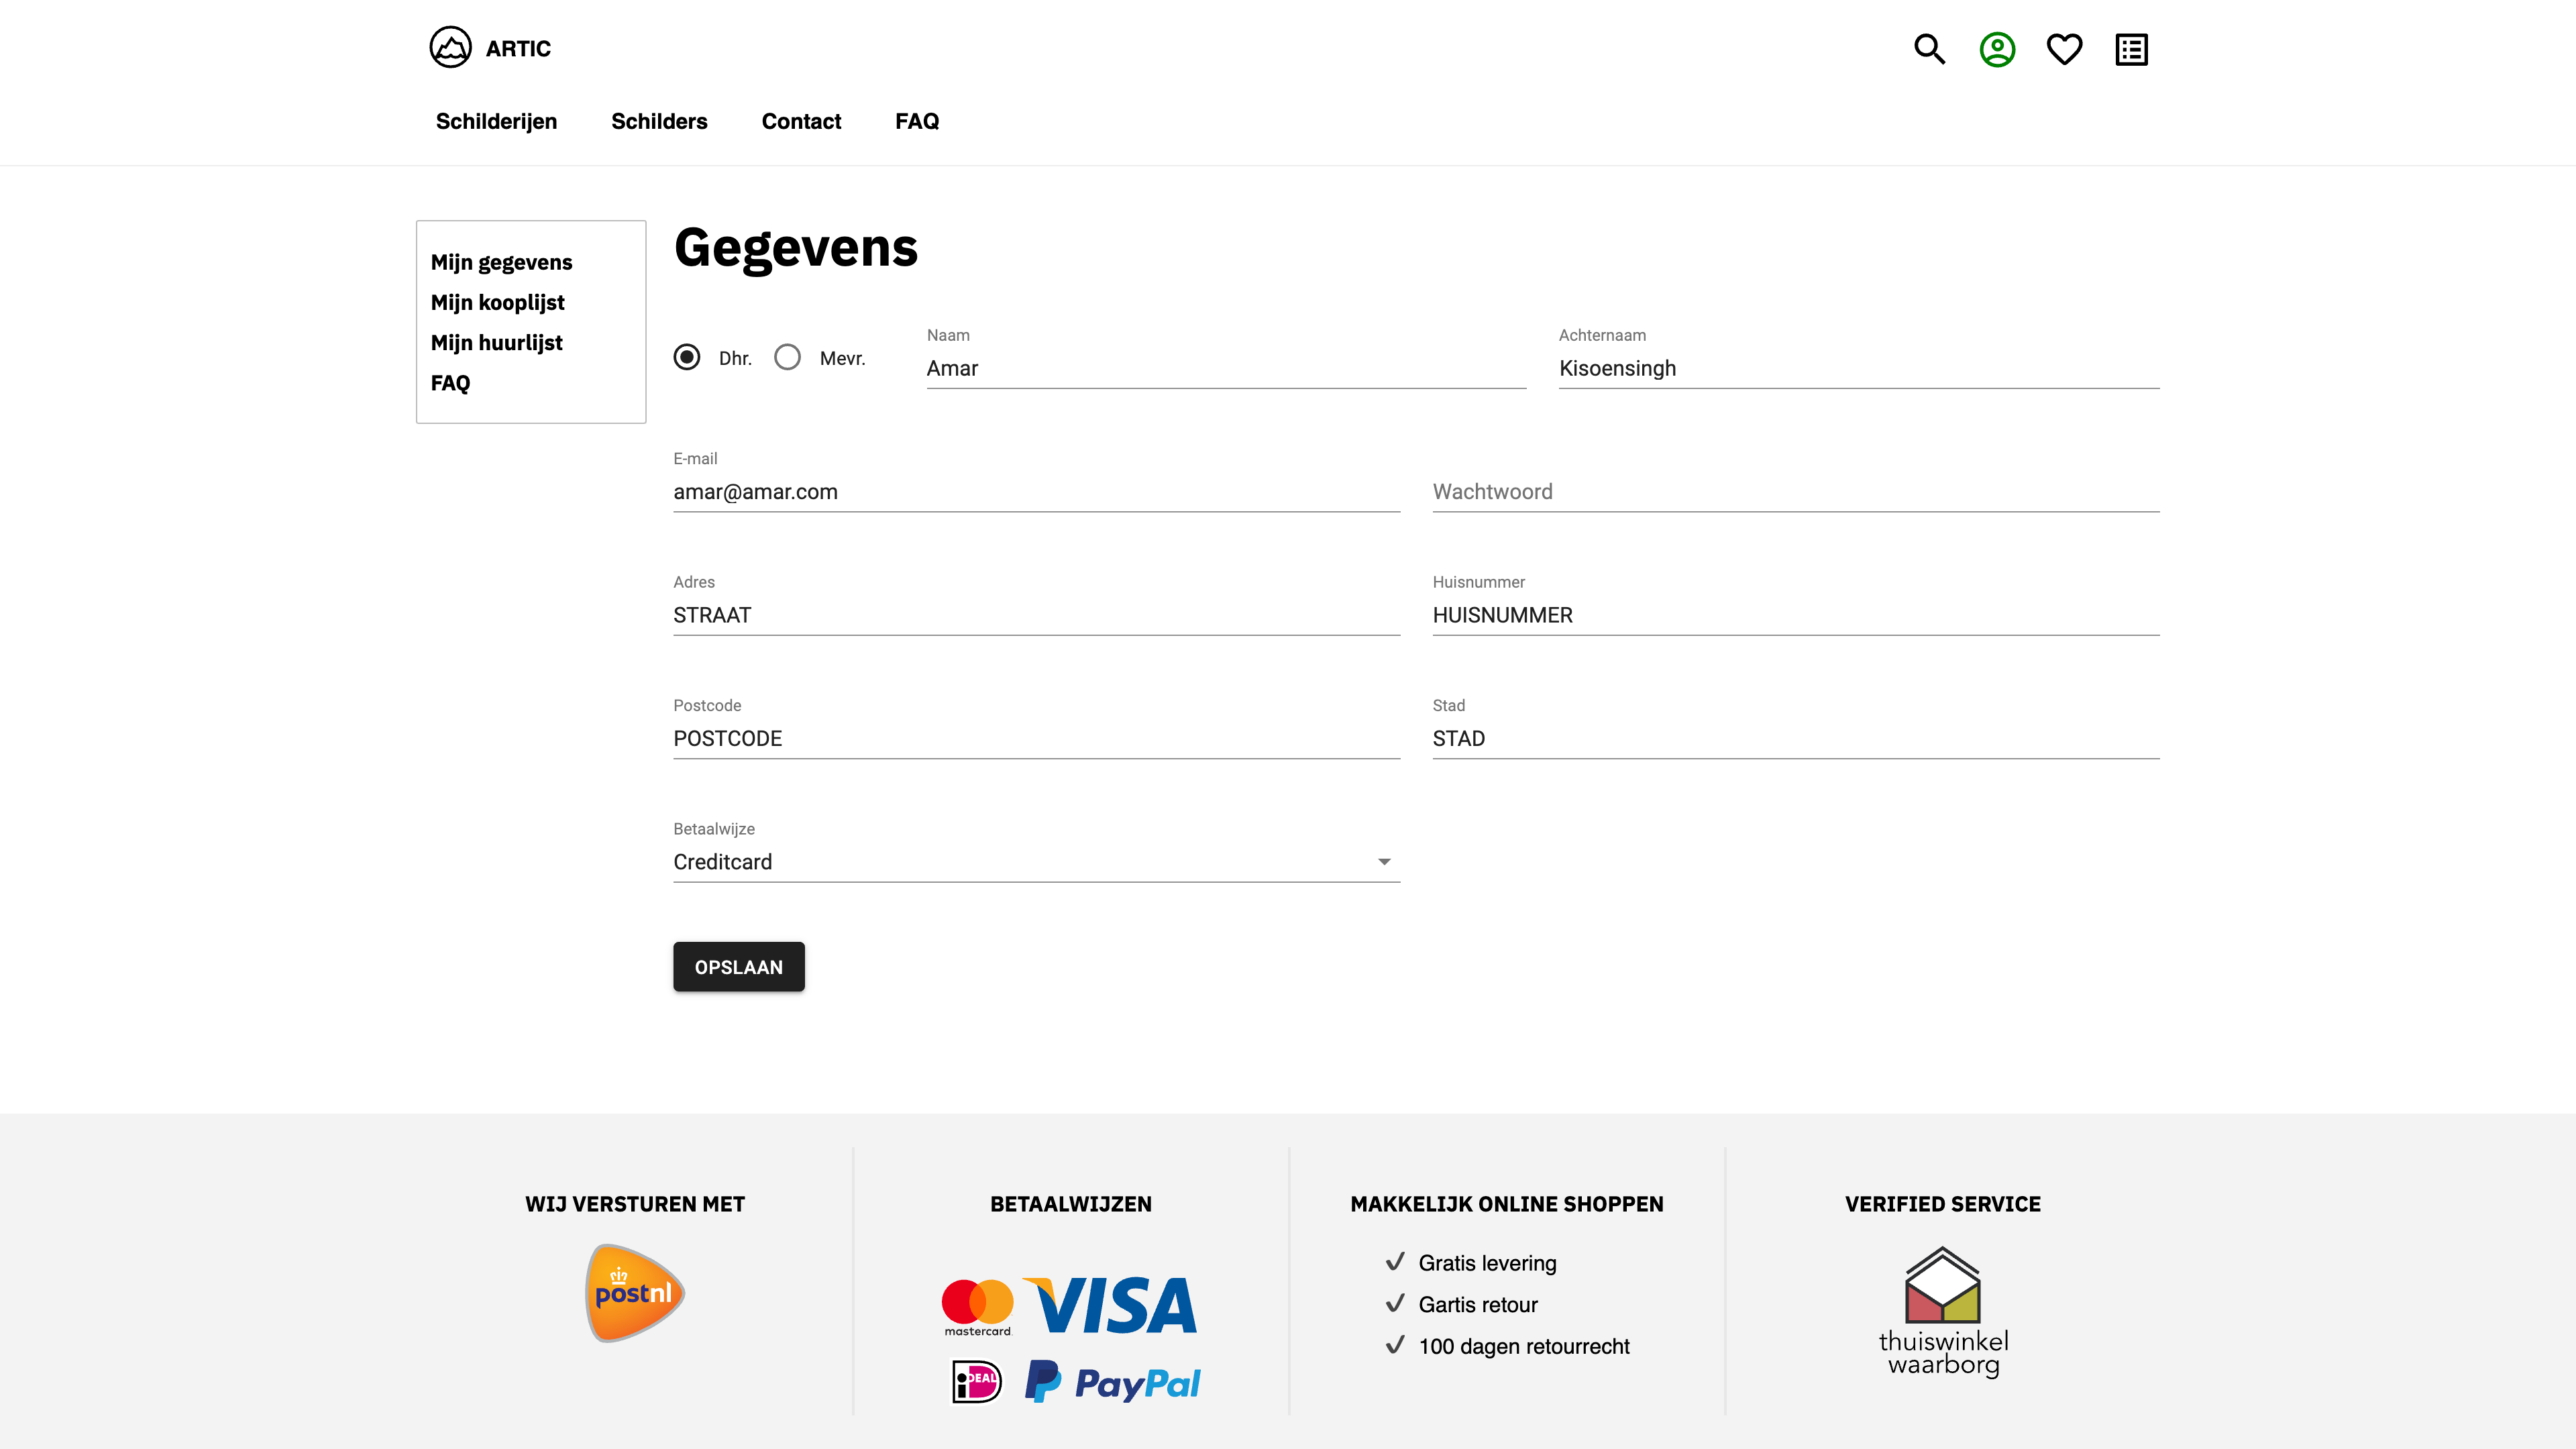 ARTIC
Schilderijen Schilders Contact FAQ
Mijn gegevens
Mijn kooplijst
Mijn huurlijst
FAQ
Gegevens
Dhr. Mevr.
Naam
Amar
Achternaam
Kisoensingh
E-mail
amar@amar.com
Wachtwoord
Adres
STRAAT
Huisnummer
HUISNUMMER
Postcode
POSTCODE
Stad
STAD
Betaalwijze
Creditcard
OPSLAAN
WIJ VERSTUREN MET
postnl
BETAALWIJZEN
mastercard.
VISA
iDEAL
PayPal
MAKKELIJK ONLINE SHOPPEN
Gratis levering
Gartis retour
100 dagen retourrecht
VERIFIED SERVICE
thuiswinkel
waarborg